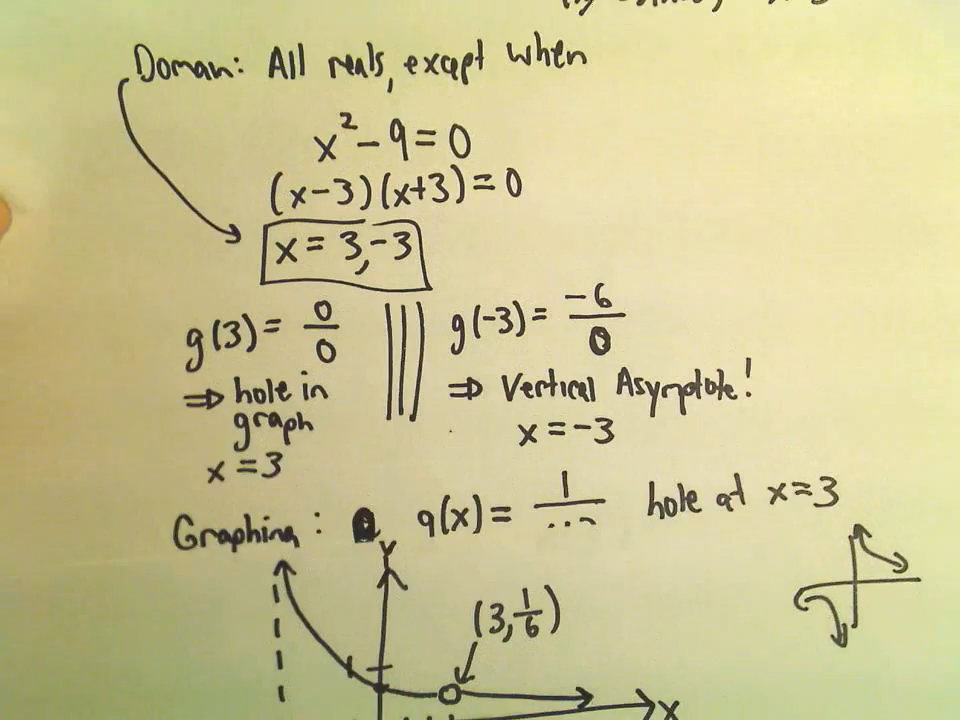 Domain: All reals, except when
x² - 9 = 0
(x-3)(x+3) = 0
x = 3, -3
g(3) = 0/0
⇒ hole in
graph
x = 3
g(-3) = -6/0
⇒ Vertical Asymptote!
x = -3
Graphing: g(x) = 1/... hole at x=3
Y
(3, 1/6)
X